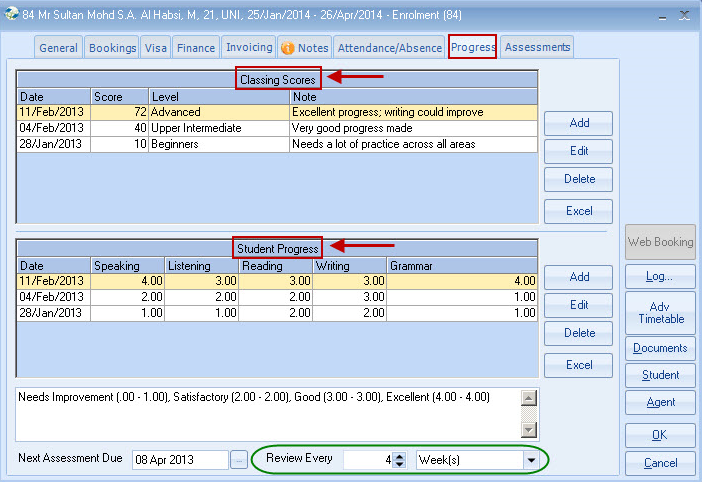 84 Mr Sultan Mohd S.A. Al Habsi, M, 21, UNI, 25/Jan/2014 - 26/Apr/2014 - Enrolment (84)
General Bookings Visa Finance Invoicing Notes Attendance/Absence Progress Assessments
Classing Scores
Date Score Level Note
11/Feb/2013 72 Advanced Excellent progress; writing could improve
04/Feb/2013 40 Upper Intermediate Very good progress made
28/Jan/2013 10 Beginners Needs a lot of practice across all areas
Add
Edit
Delete
Excel
Student Progress
Date Speaking Listening Reading Writing Grammar
11/Feb/2013 4.00 3.00 3.00 3.00 4.00
04/Feb/2013 2.00 2.00 2.00 3.00 1.00
28/Jan/2013 1.00 1.00 2.00 2.00 1.00
Add
Edit
Delete
Excel
Needs Improvement (.00 - 1.00), Satisfactory (2.00 - 2.00), Good (3.00 - 3.00), Excellent (4.00 - 4.00)
Next Assessment Due 08 Apr 2013 ... Review Every 4 Week(s)
Web Booking
Log...
Adv
Timetable
Documents
Student
Agent
OK
Cancel